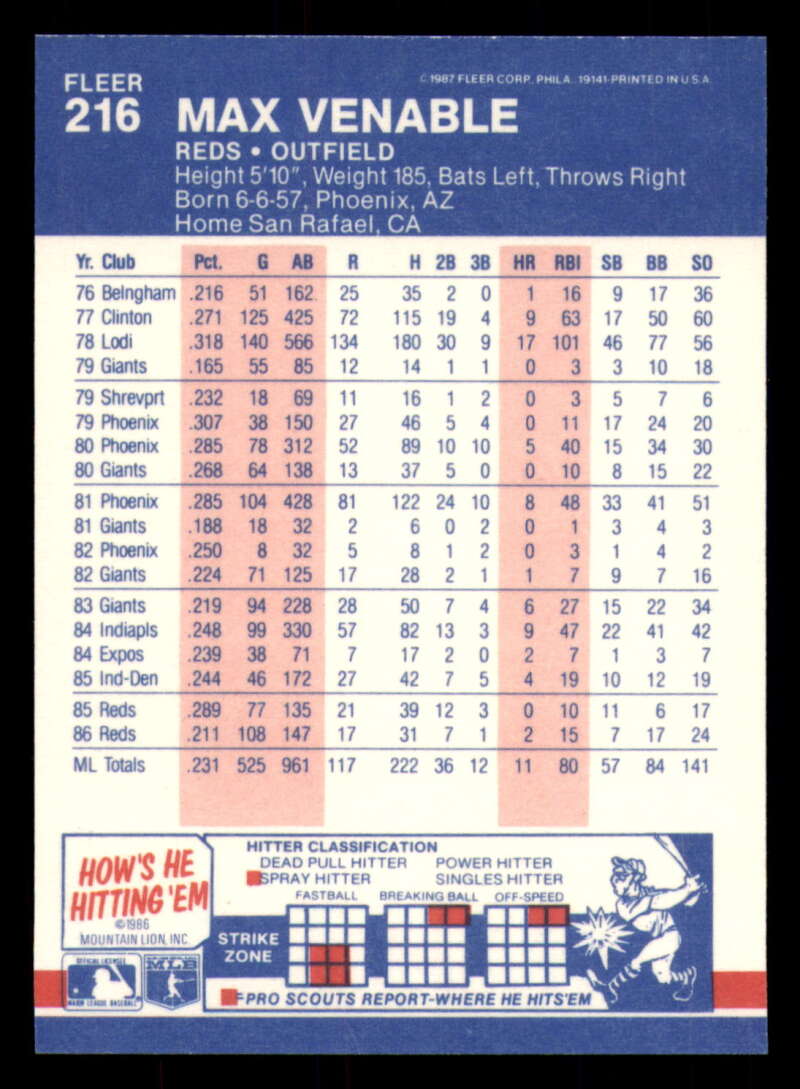 FLEER
©1987 FLEER CORP. PHILA. 19141-PRINTED IN U.S.A.
216 MAX VENABLE
REDS • OUTFIELD
Height 5'10", Weight 185, Bats Left, Throws Right
Born 6-6-57, Phoenix, AZ
Home San Rafael, CA
Yr. Club Pct. G AB R H 2B 3B HR RBI SB BB SO
76 Belngham .216 51 162 25 35 2 0 1 16 9 17 36
77 Clinton .271 125 425 72 115 19 4 9 63 17 50 60
78 Lodi .318 140 566 134 180 30 9 17 101 46 77 56
79 Giants .165 55 85 12 14 1 1 0 3 3 10 18
79 Shrevprt .232 18 69 11 16 1 2 0 3 5 7 6
79 Phoenix .307 38 150 27 46 5 4 0 11 17 24 20
80 Phoenix .285 78 312 52 89 10 10 5 40 15 34 30
80 Giants .268 64 138 13 37 5 0 0 10 8 15 22
81 Phoenix .285 104 428 81 122 24 10 8 48 33 41 51
81 Giants .188 18 32 2 6 0 2 0 1 3 4 3
82 Phoenix .250 8 32 5 8 1 2 0 3 1 4 2
82 Giants .224 71 125 17 28 2 1 1 7 9 7 16
83 Giants .219 94 228 28 50 7 4 6 27 15 22 34
84 Indiapls .248 99 330 57 82 13 3 9 47 22 41 42
84 Expos .239 38 71 7 17 2 0 2 7 1 3 7
85 Ind-Den .244 46 172 27 42 7 5 4 19 10 12 19
85 Reds .289 77 135 21 39 12 3 0 10 11 6 17
86 Reds .211 108 147 17 31 7 1 2 15 7 17 24
ML Totals .231 525 961 117 222 36 12 11 80 57 84 141
HOW'S HE
HITTING 'EM
©1986
MOUNTAIN LION, INC.
HITTER CLASSIFICATION
DEAD PULL HITTER POWER HITTER
SPRAY HITTER SINGLES HITTER
FASTBALL BREAKING BALL OFF-SPEED
STRIKE
ZONE
OFFICIAL LICENSEE
MAJOR LEAGUE BASEBALL
MLB
=PRO SCOUTS REPORT-WHERE HE HITS'EM